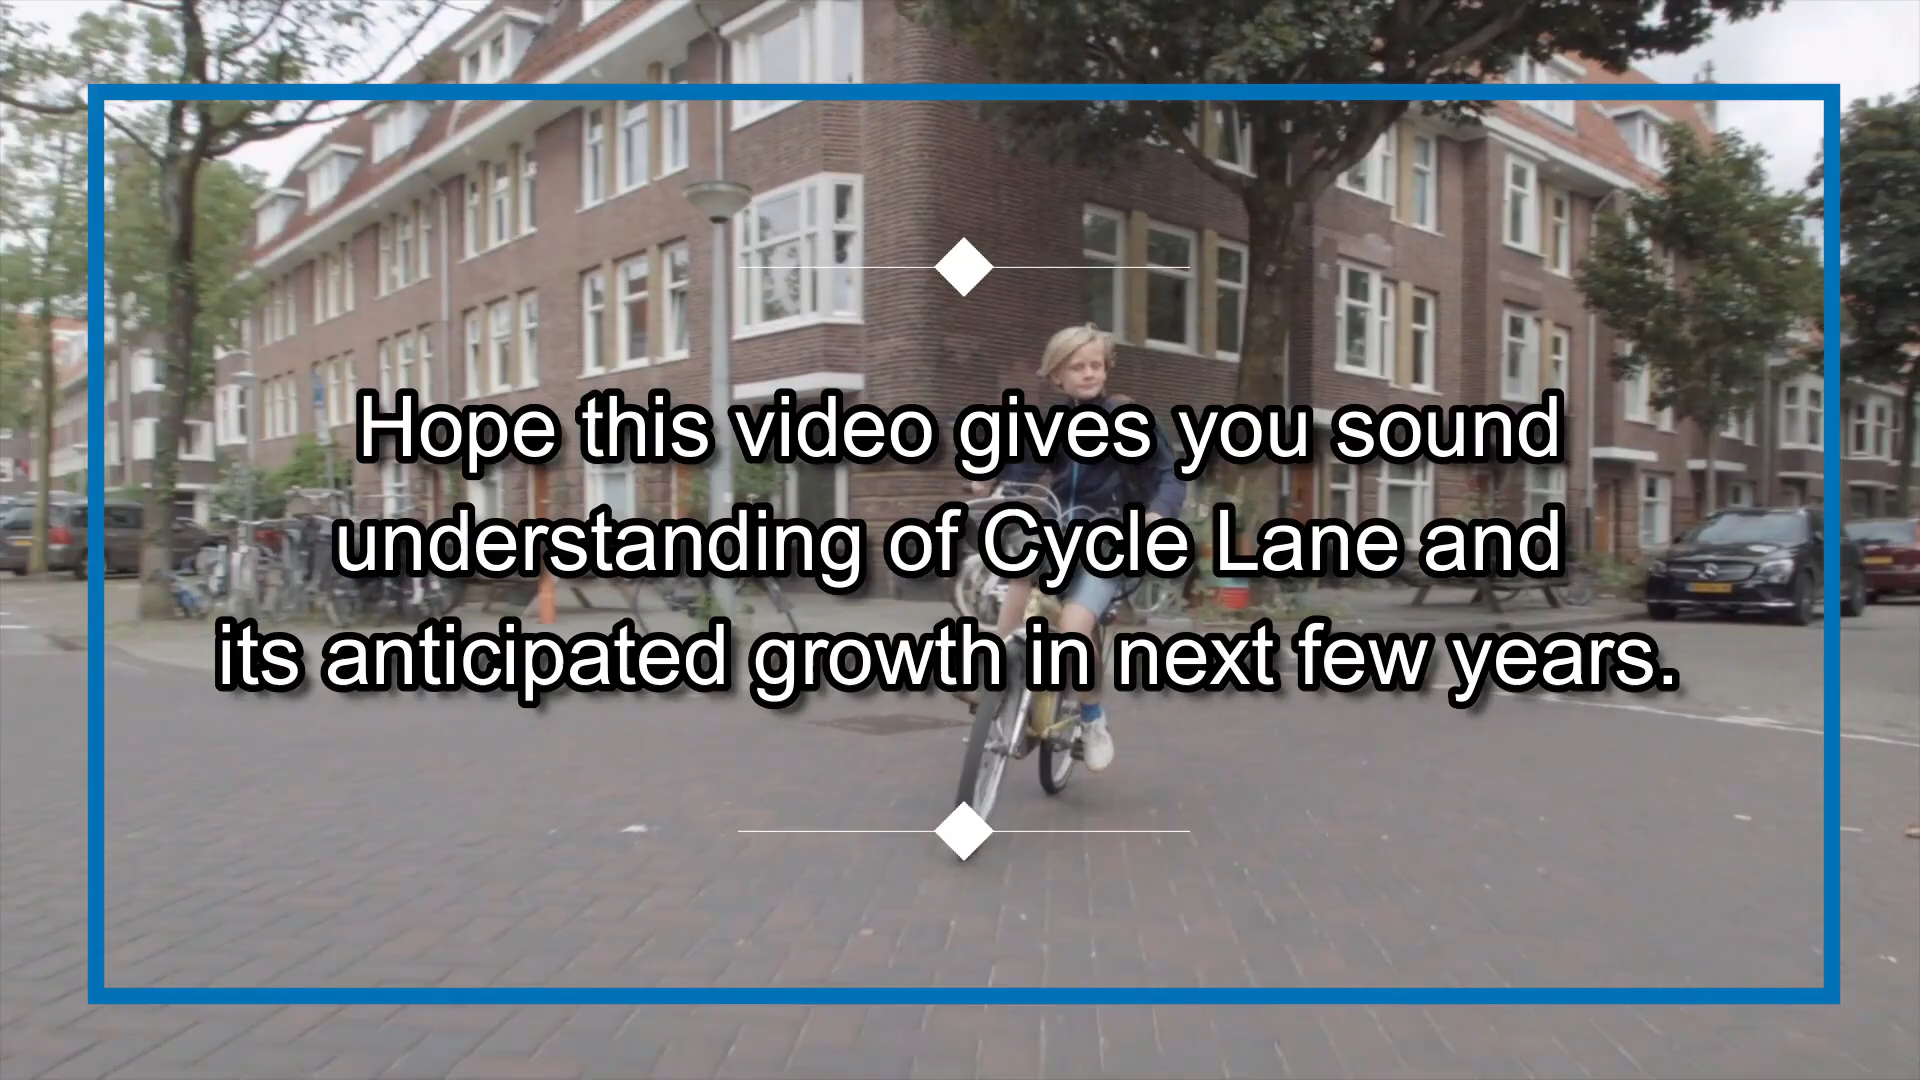 Hope this video gives you sound
understanding of Cycle Lane and
its anticipated growth in next few years.